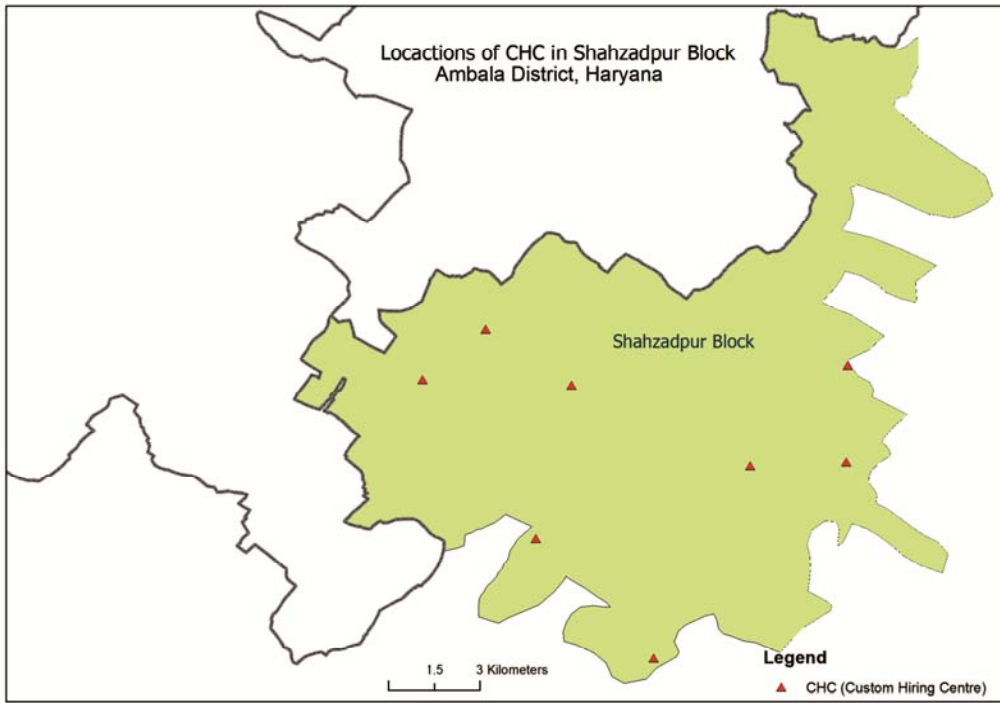 Locactions of CHC in Shahzadpur Block
Ambala District, Haryana
Shahzadpur Block
1.5 3 Kilometers
Legend
CHC (Custom Hiring Centre)